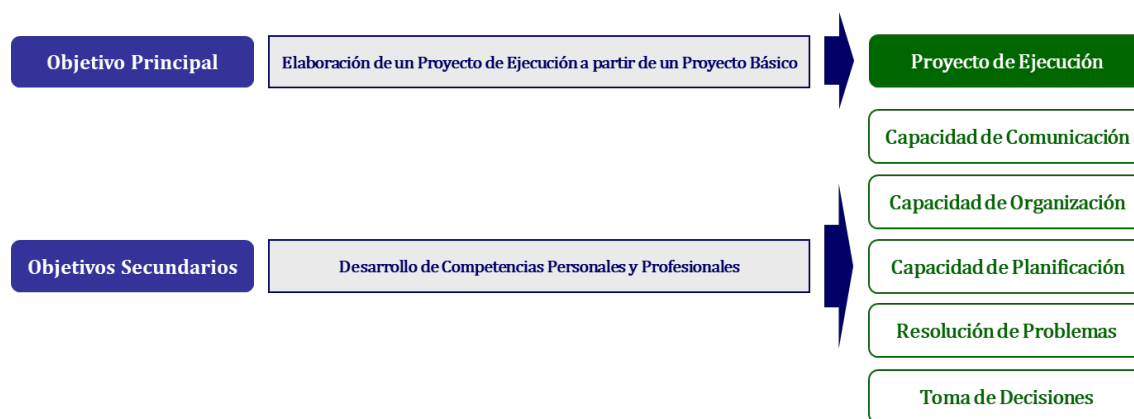 Objetivo Principal
Elaboración de un Proyecto de Ejecución a partir de un Proyecto Básico
Proyecto de Ejecución
Capacidad de Comunicación
Capacidad de Organización
Objetivos Secundarios
Desarrollo de Competencias Personales y Profesionales
Capacidad de Planificación
Resolución de Problemas
Toma de Decisiones